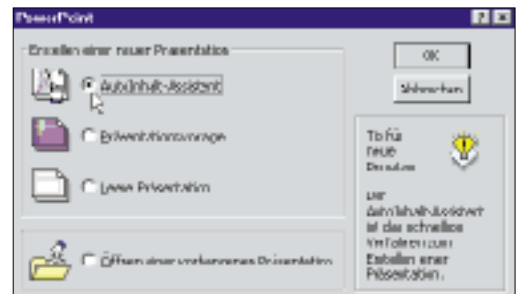 PowerPoint
Erstellen einer neuen Präsentation
AutoInhalt-Assistent
Präsentationsvorlage
Leere Präsentation
Öffnen einer vorhandenen Präsentation
OK
Abbrechen
Tip für
neue
Benutzer
Der
AutoInhalt-Assistent
ist das schnellste
Verfahren zum
Erstellen einer
Präsentation.